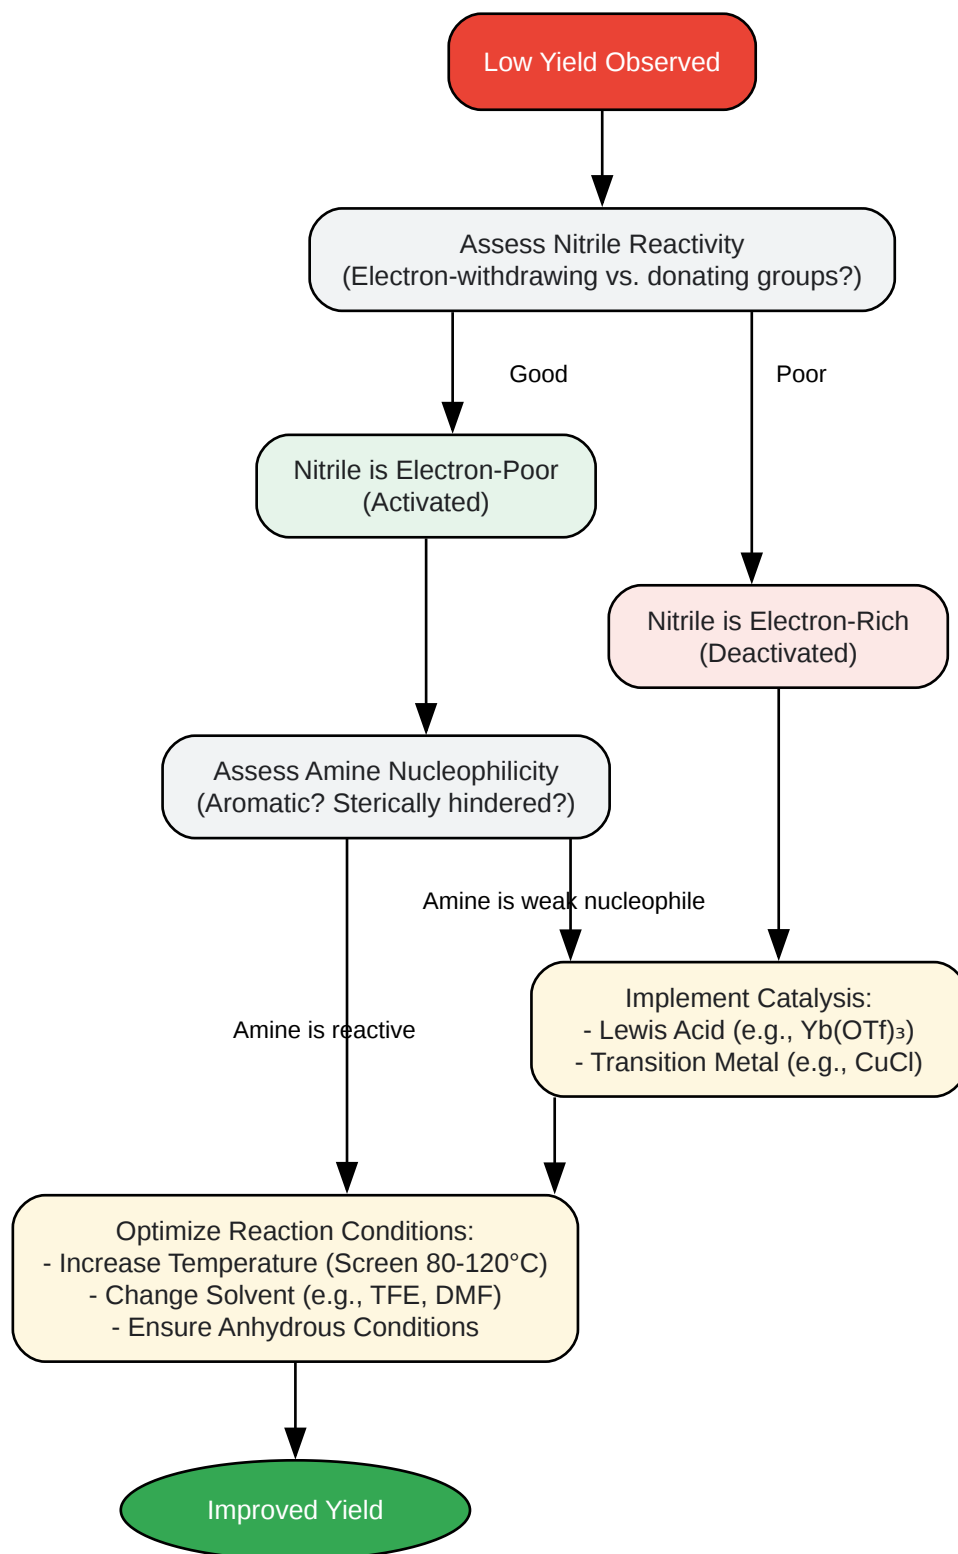 Low Yield Observed
Assess Nitrile Reactivity
(Electron-withdrawing vs. donating groups?)
Good
Poor
Nitrile is Electron-Poor
(Activated)
Nitrile is Electron-Rich
(Deactivated)
Assess Amine Nucleophilicity
(Aromatic? Sterically hindered?)
Amine is weak nucleophile
Implement Catalysis:
- Lewis Acid (e.g., Yb(OTf)₃)
- Transition Metal (e.g., CuCl)
Amine is reactive
Optimize Reaction Conditions:
- Increase Temperature (Screen 80-120°C)
- Change Solvent (e.g., TFE, DMF)
- Ensure Anhydrous Conditions
Improved Yield